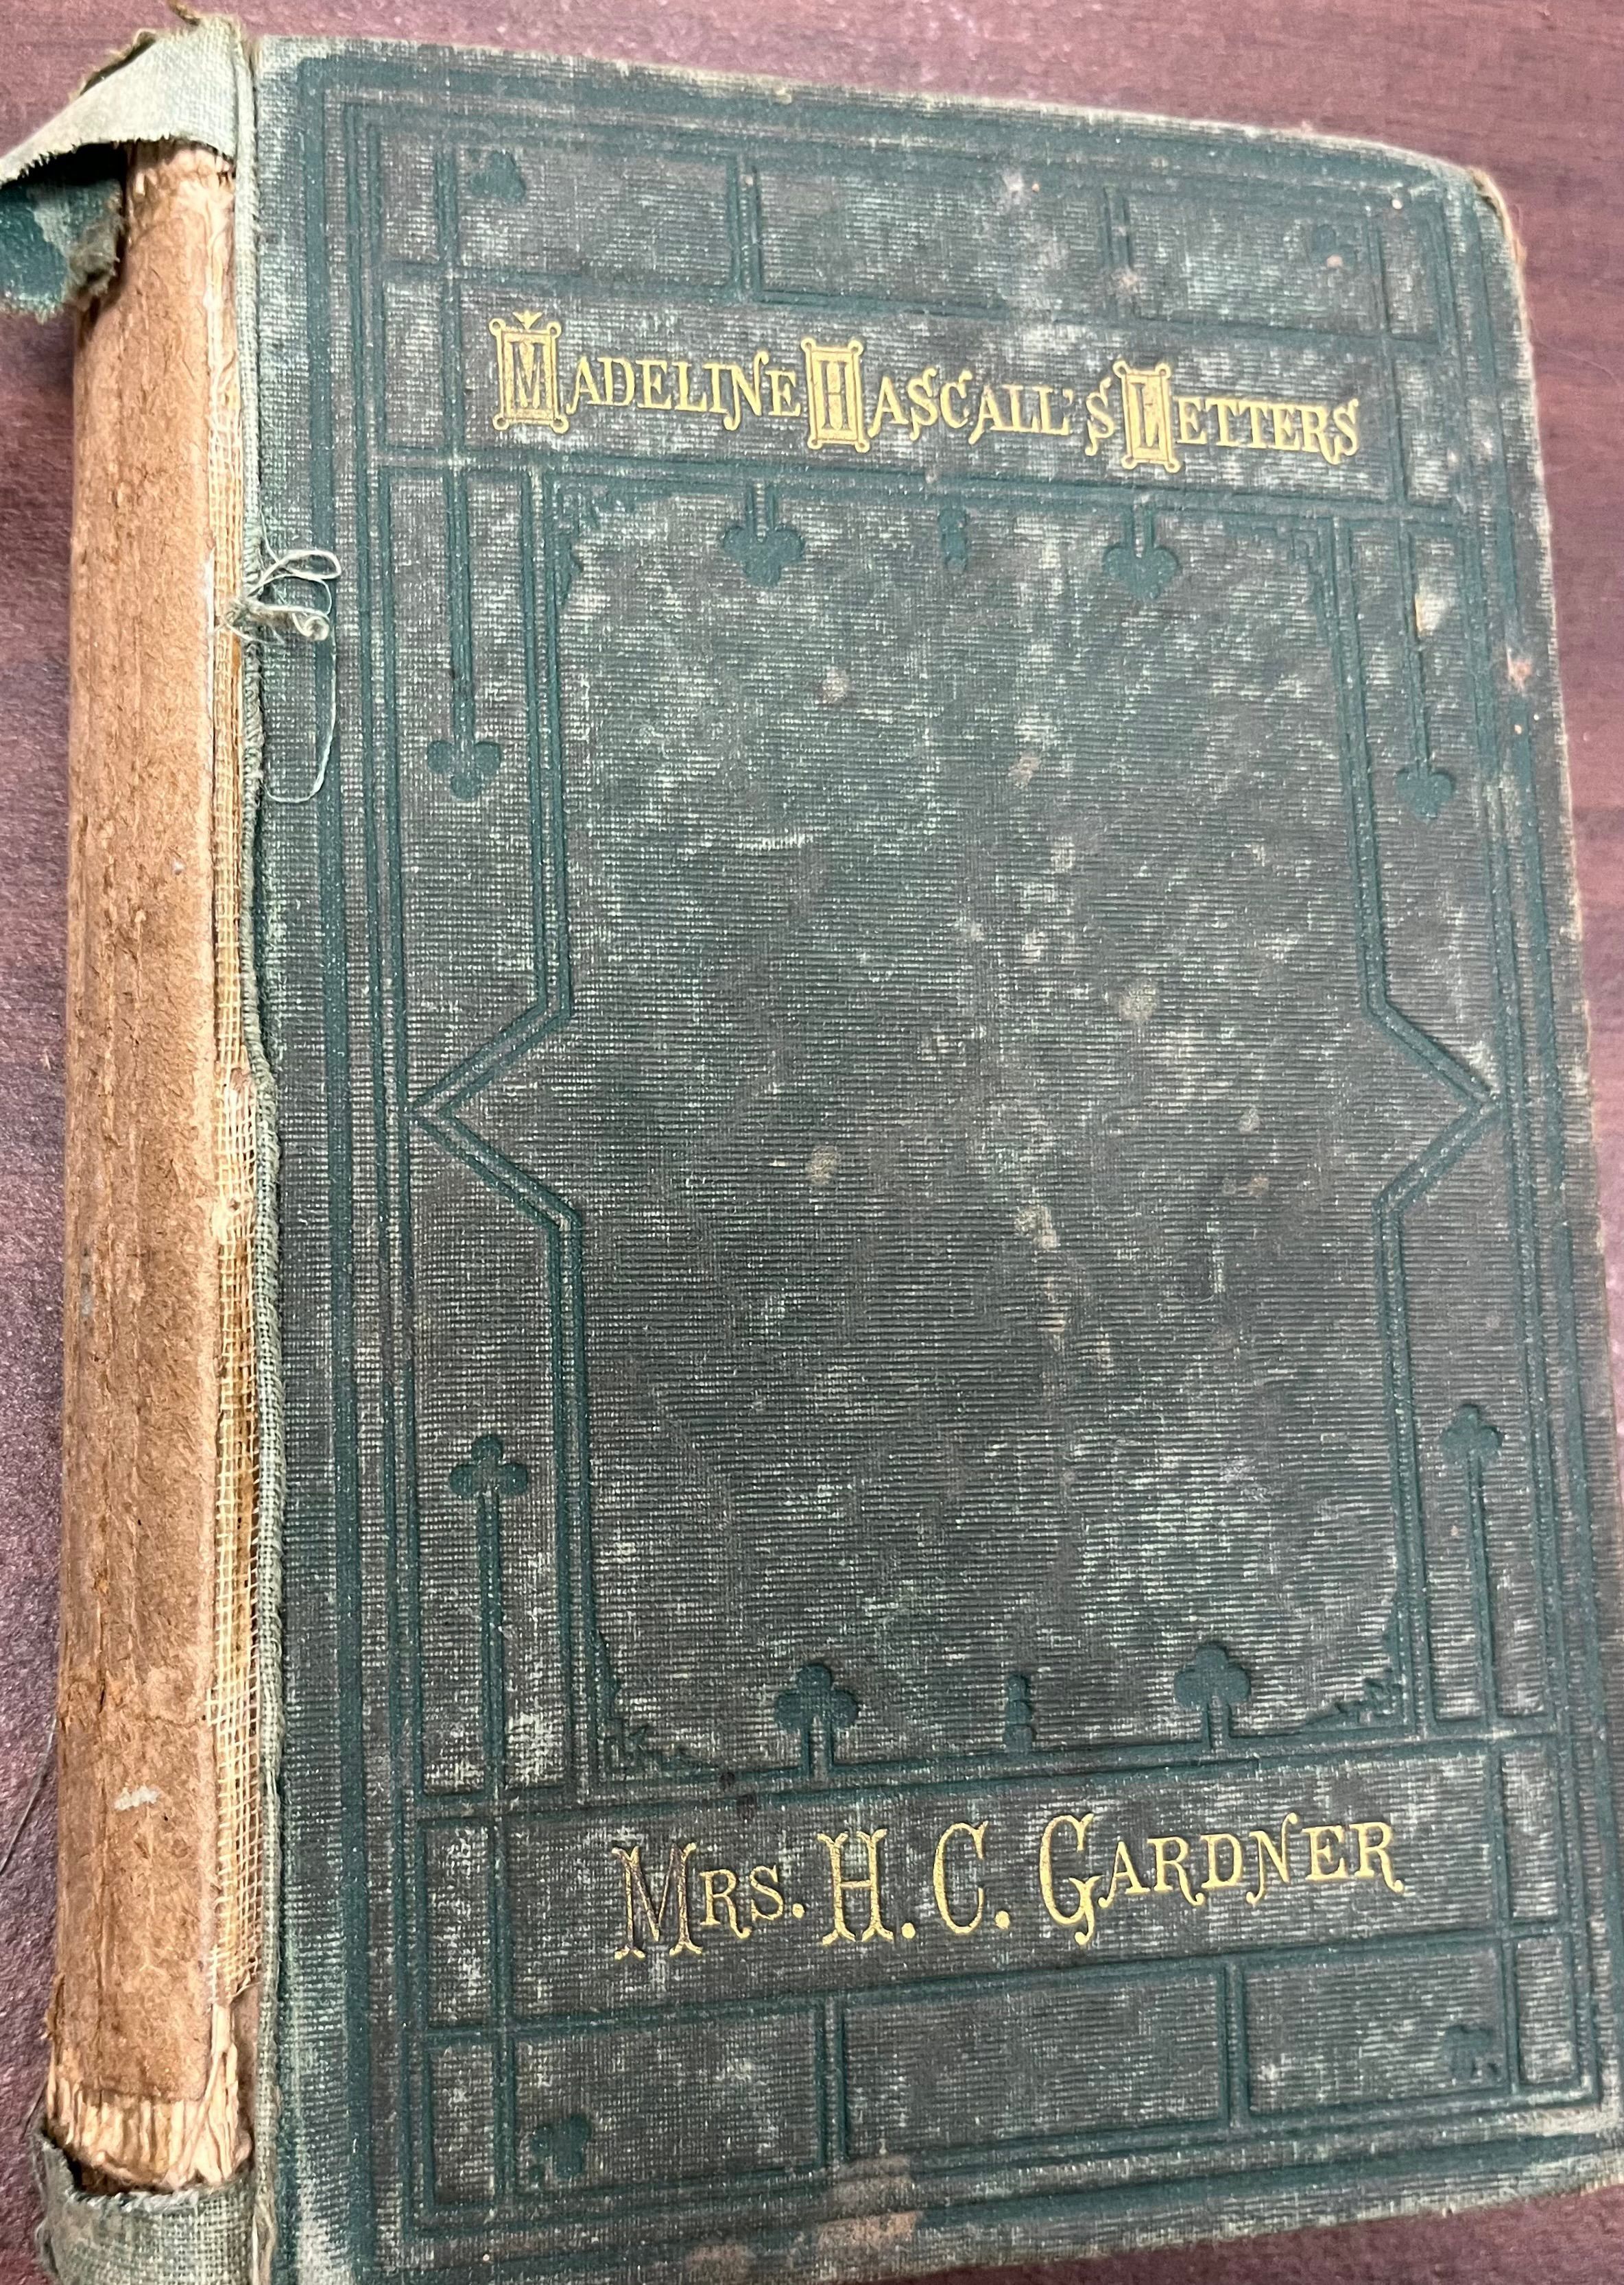 MADELINE HASCALL'S LETTERS
MRS. H. C. GARDNER